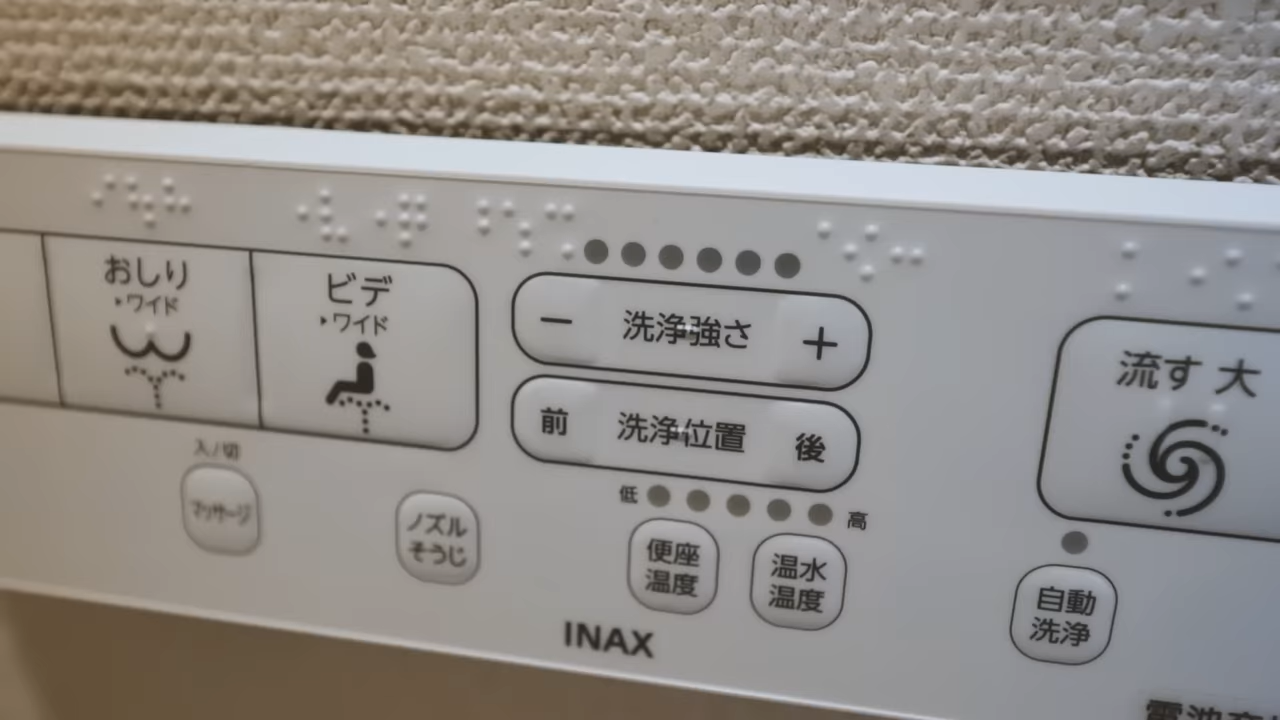 おしり
▶ワイド
ビデ
▶ワイド
− 洗浄強さ +
前 洗浄位置 後
流す 大
入/切
マッサージ
ノズル
そうじ
低
高
便座
温度
温水
温度
自動
洗浄
INAX